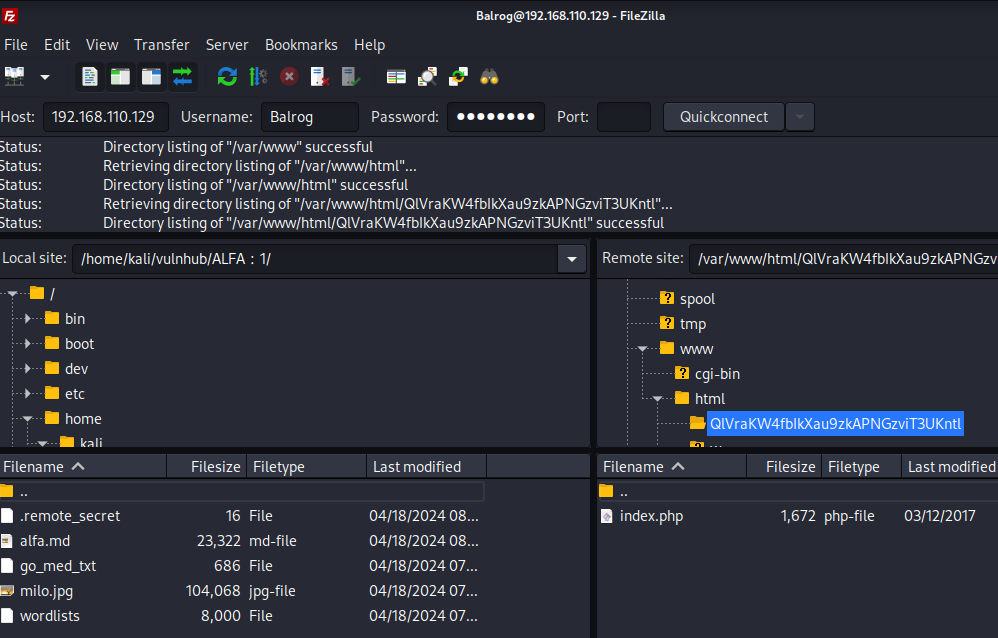 Balrog@192.168.110.129 - FileZilla
File Edit View Transfer Server Bookmarks Help
Host: 192.168.110.129 Username: Balrog Password: ●●●●●●●● Port: Quickconnect
Status: Directory listing of "/var/www" successful
Status: Retrieving directory listing of "/var/www/html"...
Status: Directory listing of "/var/www/html" successful
Status: Retrieving directory listing of "/var/www/html/QlVraKW4fbIkXau9zkAPNGzviT3UKntl"...
Status: Directory listing of "/var/www/html/QlVraKW4fbIkXau9zkAPNGzviT3UKntl" successful
Local site: /home/kali/vulnhub/ALFA : 1/
/
bin
boot
dev
etc
home
kali
Remote site: /var/www/html/QlVraKW4fbIkXau9zkAPNGzv
spool
tmp
www
cgi-bin
html
QlVraKW4fbIkXau9zkAPNGzviT3UKntl
Filename Filesize Filetype Last modified
..
.remote_secret 16 File 04/18/2024 08...
alfa.md 23,322 md-file 04/18/2024 08...
go_med_txt 686 File 04/18/2024 07...
milo.jpg 104,068 jpg-file 04/18/2024 07...
wordlists 8,000 File 04/18/2024 07...
Filename Filesize Filetype Last modified
..
index.php 1,672 php-file 03/12/2017